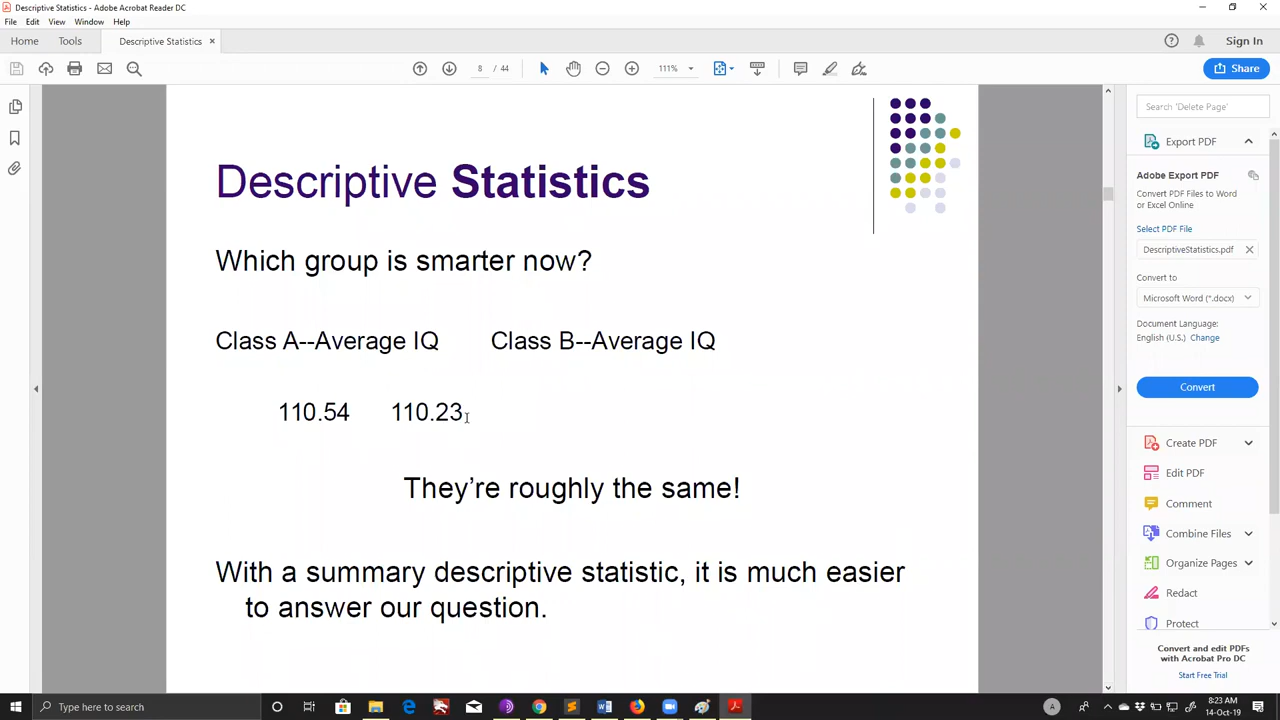 Descriptive Statistics - Adobe Acrobat Reader DC
File Edit View Window Help
Home Tools Descriptive Statistics × Sign In
8 / 44 111% Share
Search 'Delete Page'
Export PDF
Adobe Export PDF
Convert PDF Files to Word
or Excel Online
Select PDF File
DescriptiveStatistics.pdf
Convert to
Microsoft Word (*.docx)
Document Language:
English (U.S.) Change
Convert
Create PDF
Edit PDF
Comment
Combine Files
Organize Pages
Redact
Protect
Convert and edit PDFs
with Acrobat Pro DC
Start Free Trial
Descriptive Statistics
Which group is smarter now?
Class A--Average IQ Class B--Average IQ
110.54 110.23
They’re roughly the same!
With a summary descriptive statistic, it is much easier
to answer our question.
Type here to search
8:23 AM
14-Oct-19